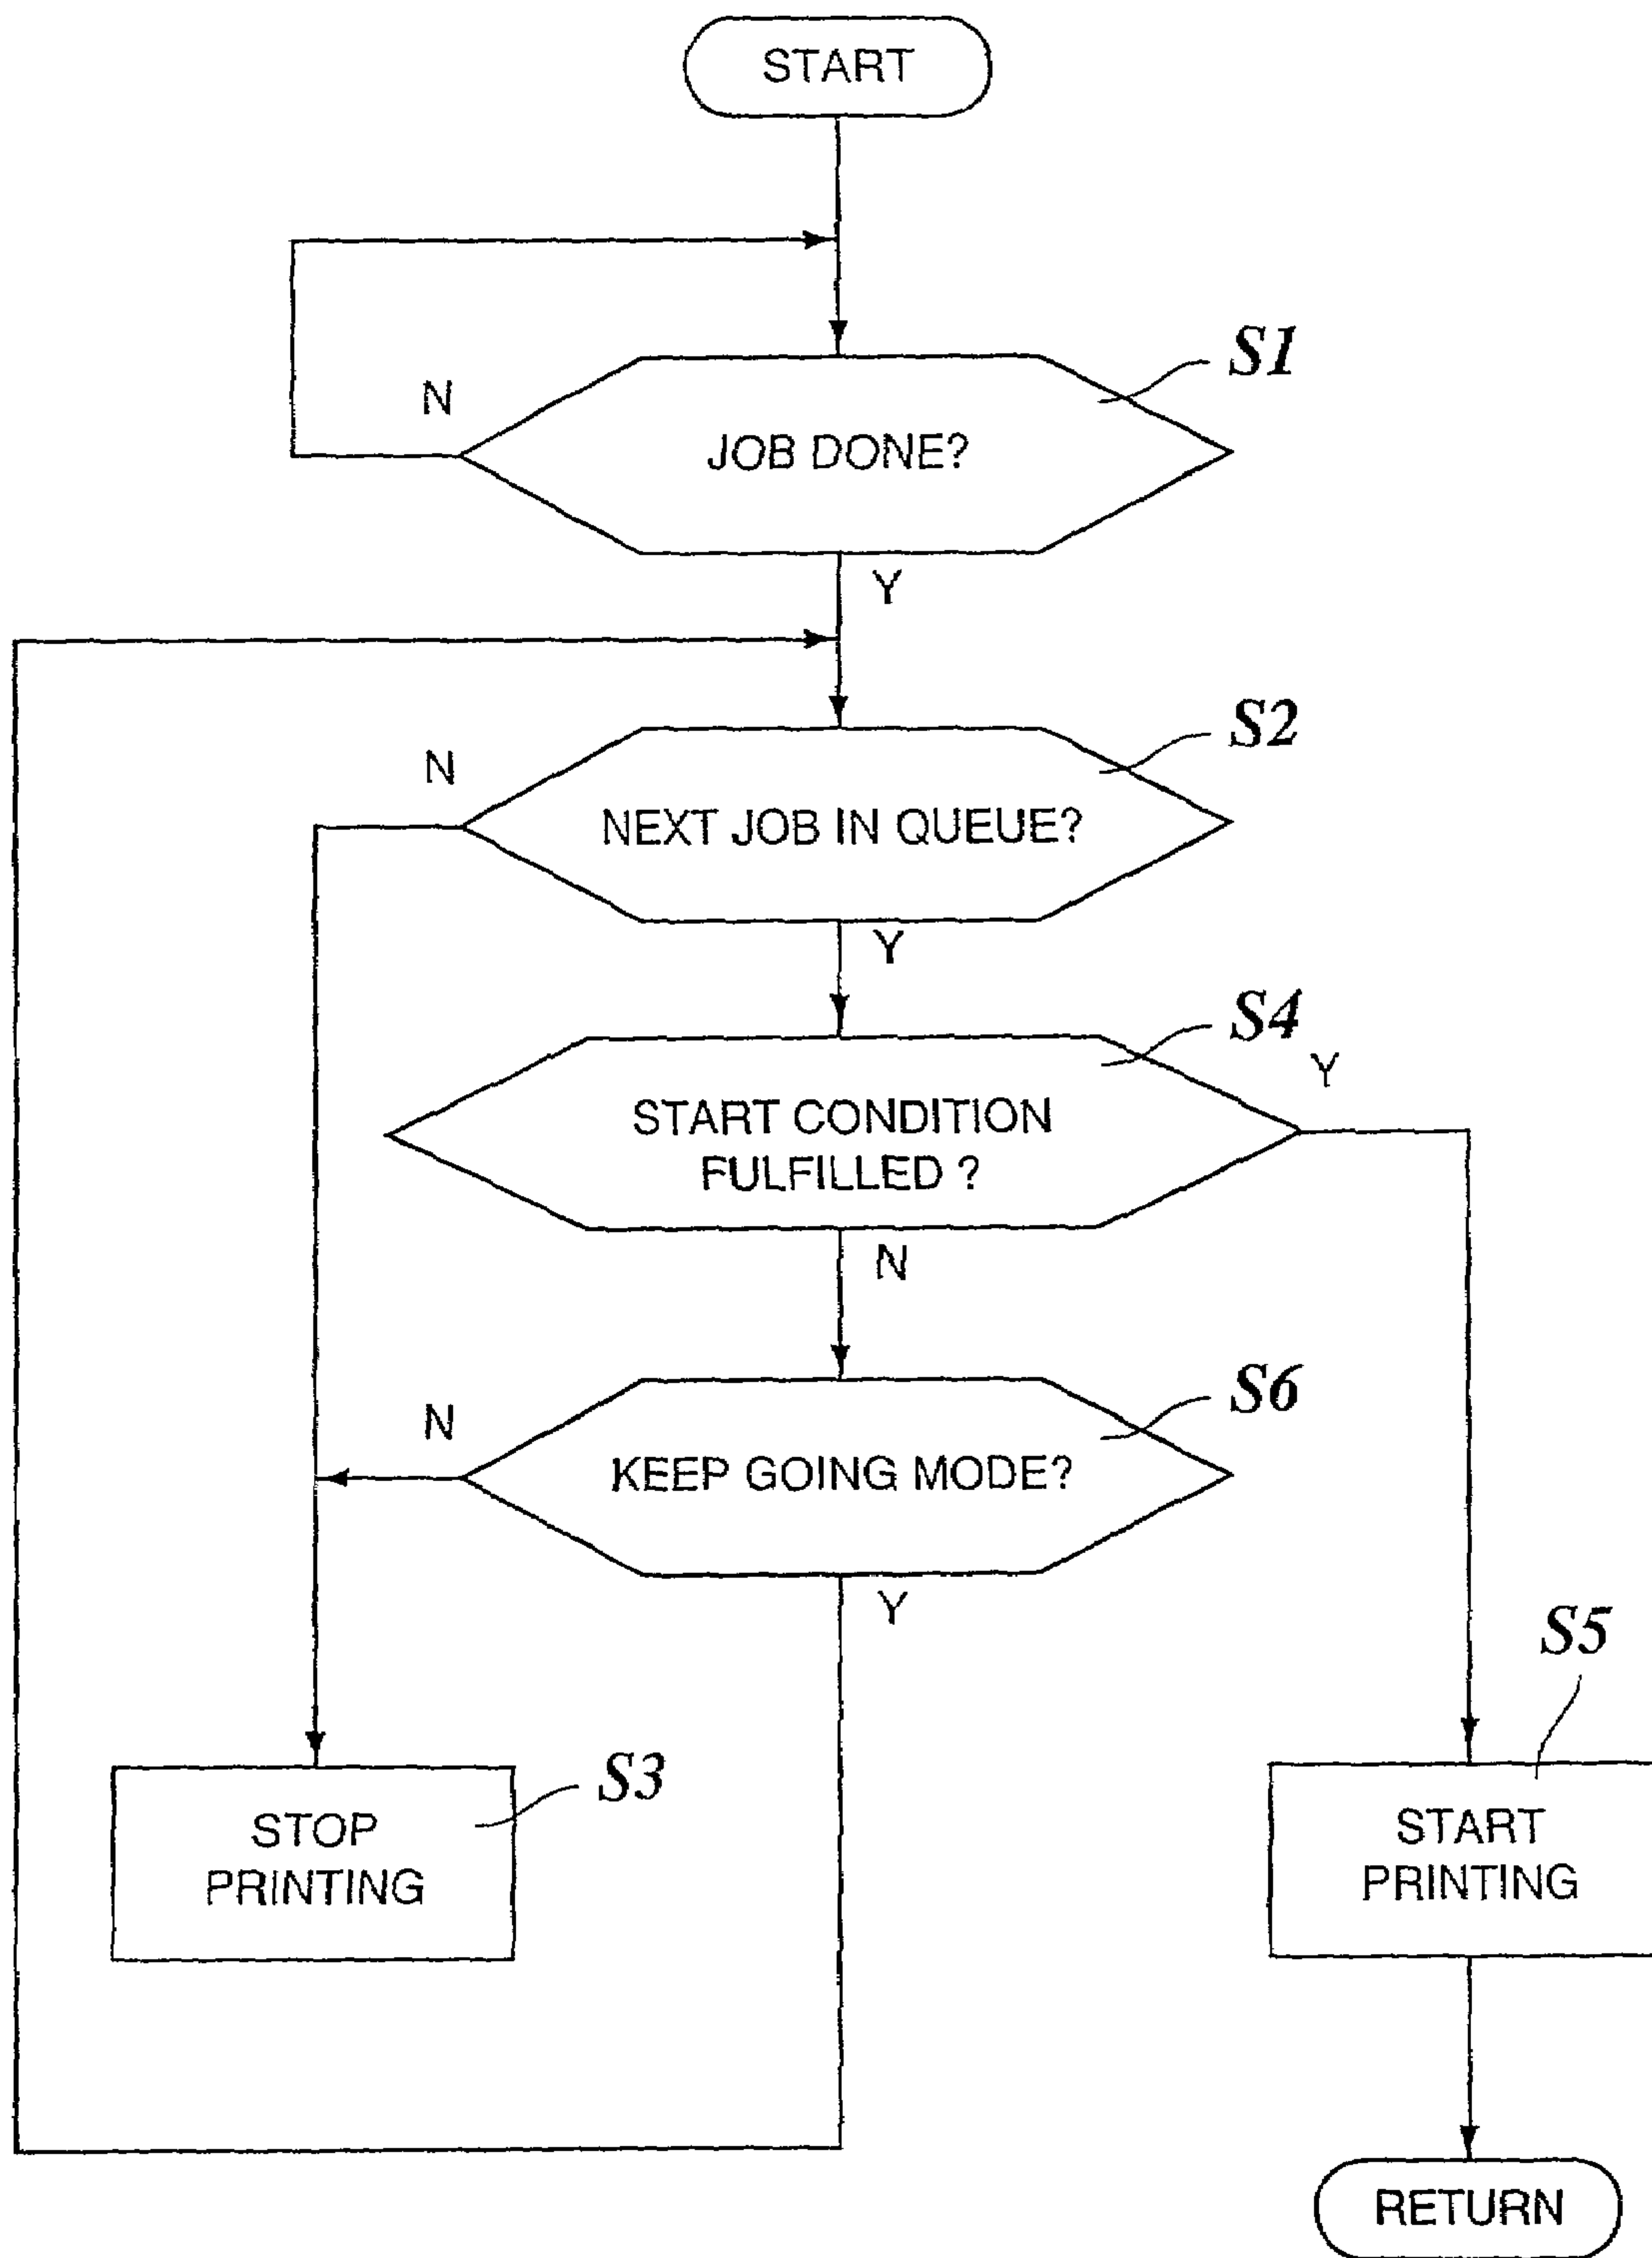 START
S1
N
JOB DONE?
Y
S2
N
NEXT JOB IN QUEUE?
Y
S4
Y
START CONDITION
FULFILLED ?
N
S6
N
KEEP GOING MODE?
Y
S5
S3
STOP
PRINTING
START
PRINTING
RETURN